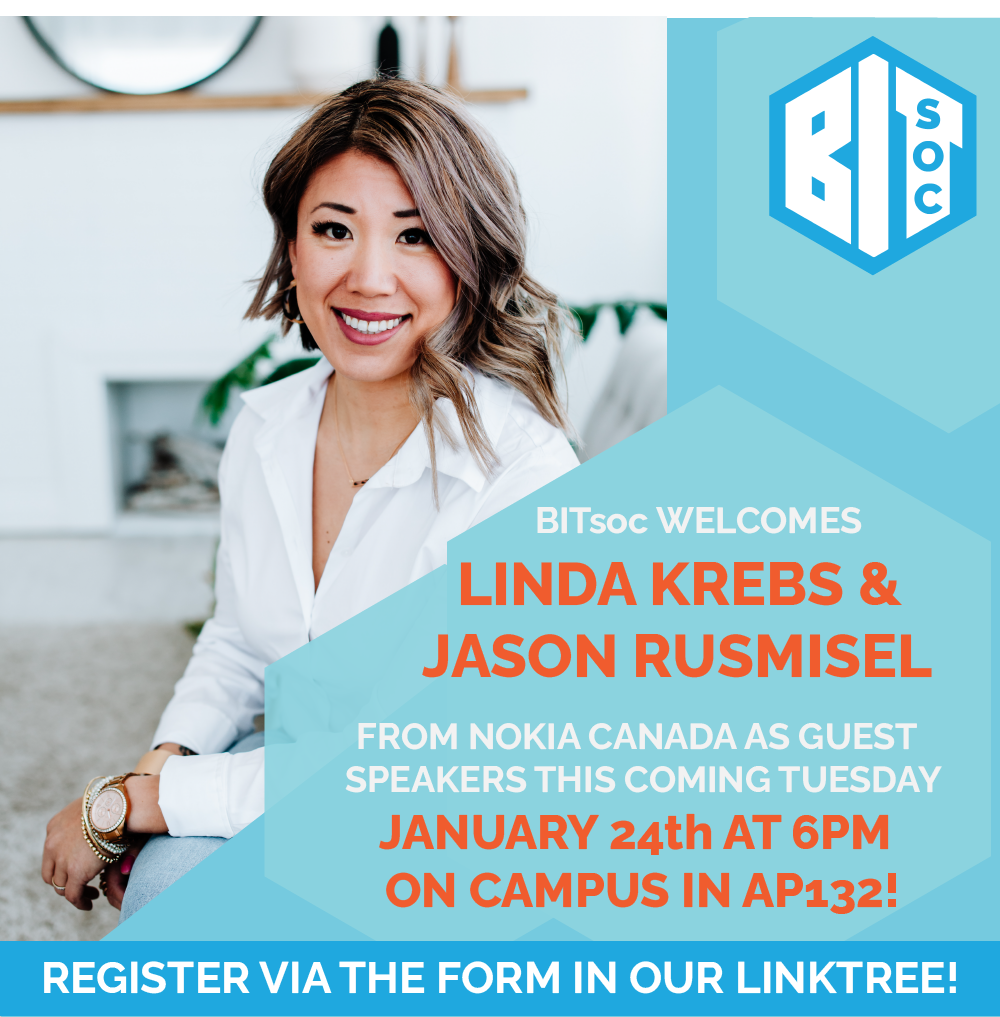 BIT
SOC
BITsoc WELCOMES
LINDA KREBS &
JASON RUSMISEL
FROM NOKIA CANADA AS GUEST
SPEAKERS THIS COMING TUESDAY
JANUARY 24th AT 6PM
ON CAMPUS IN AP132!
REGISTER VIA THE FORM IN OUR LINKTREE!